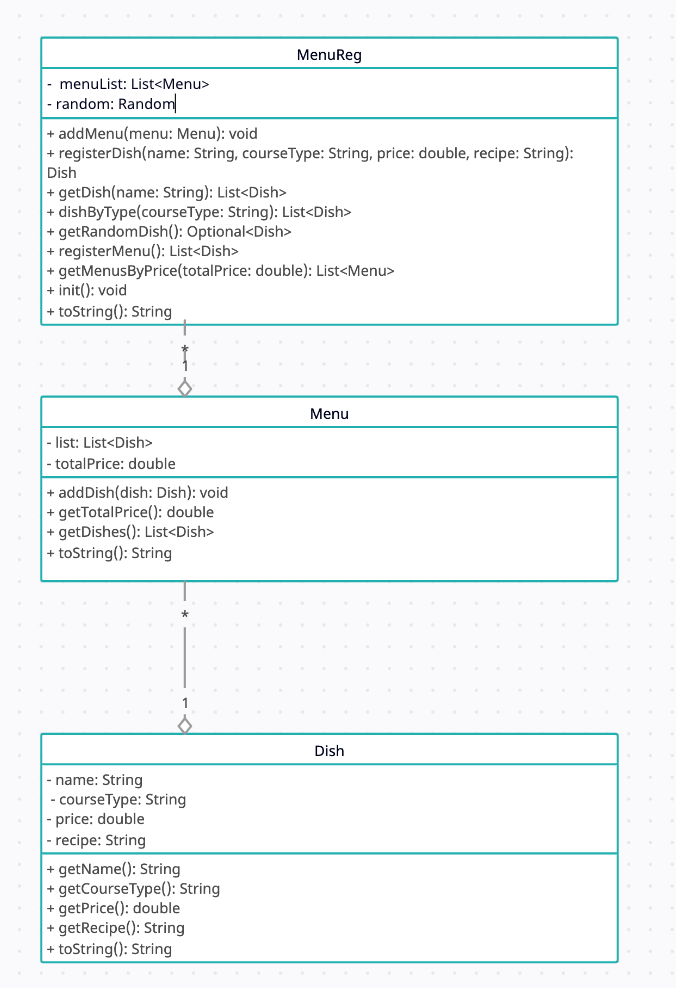 MenuReg
- menuList: List<Menu>
- random: Random
+ addMenu(menu: Menu): void
+ registerDish(name: String, courseType: String, price: double, recipe: String):
Dish
+ getDish(name: String): List<Dish>
+ dishByType(courseType: String): List<Dish>
+ getRandomDish(): Optional<Dish>
+ registerMenu(): List<Dish>
+ getMenusByPrice(totalPrice: double): List<Menu>
+ init(): void
+ toString(): String
*
1
Menu
- list: List<Dish>
- totalPrice: double
+ addDish(dish: Dish): void
+ getTotalPrice(): double
+ getDishes(): List<Dish>
+ toString(): String
*
1
Dish
- name: String
- courseType: String
- price: double
- recipe: String
+ getName(): String
+ getCourseType(): String
+ getPrice(): double
+ getRecipe(): String
+ toString(): String